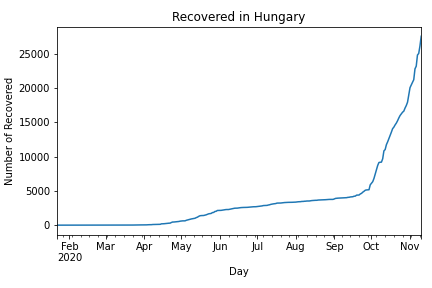 Recovered in Hungary
Number of Recovered
25000
20000
15000
10000
5000
0
Feb Mar Apr May Jun Jul Aug Sep Oct Nov
2020
Day